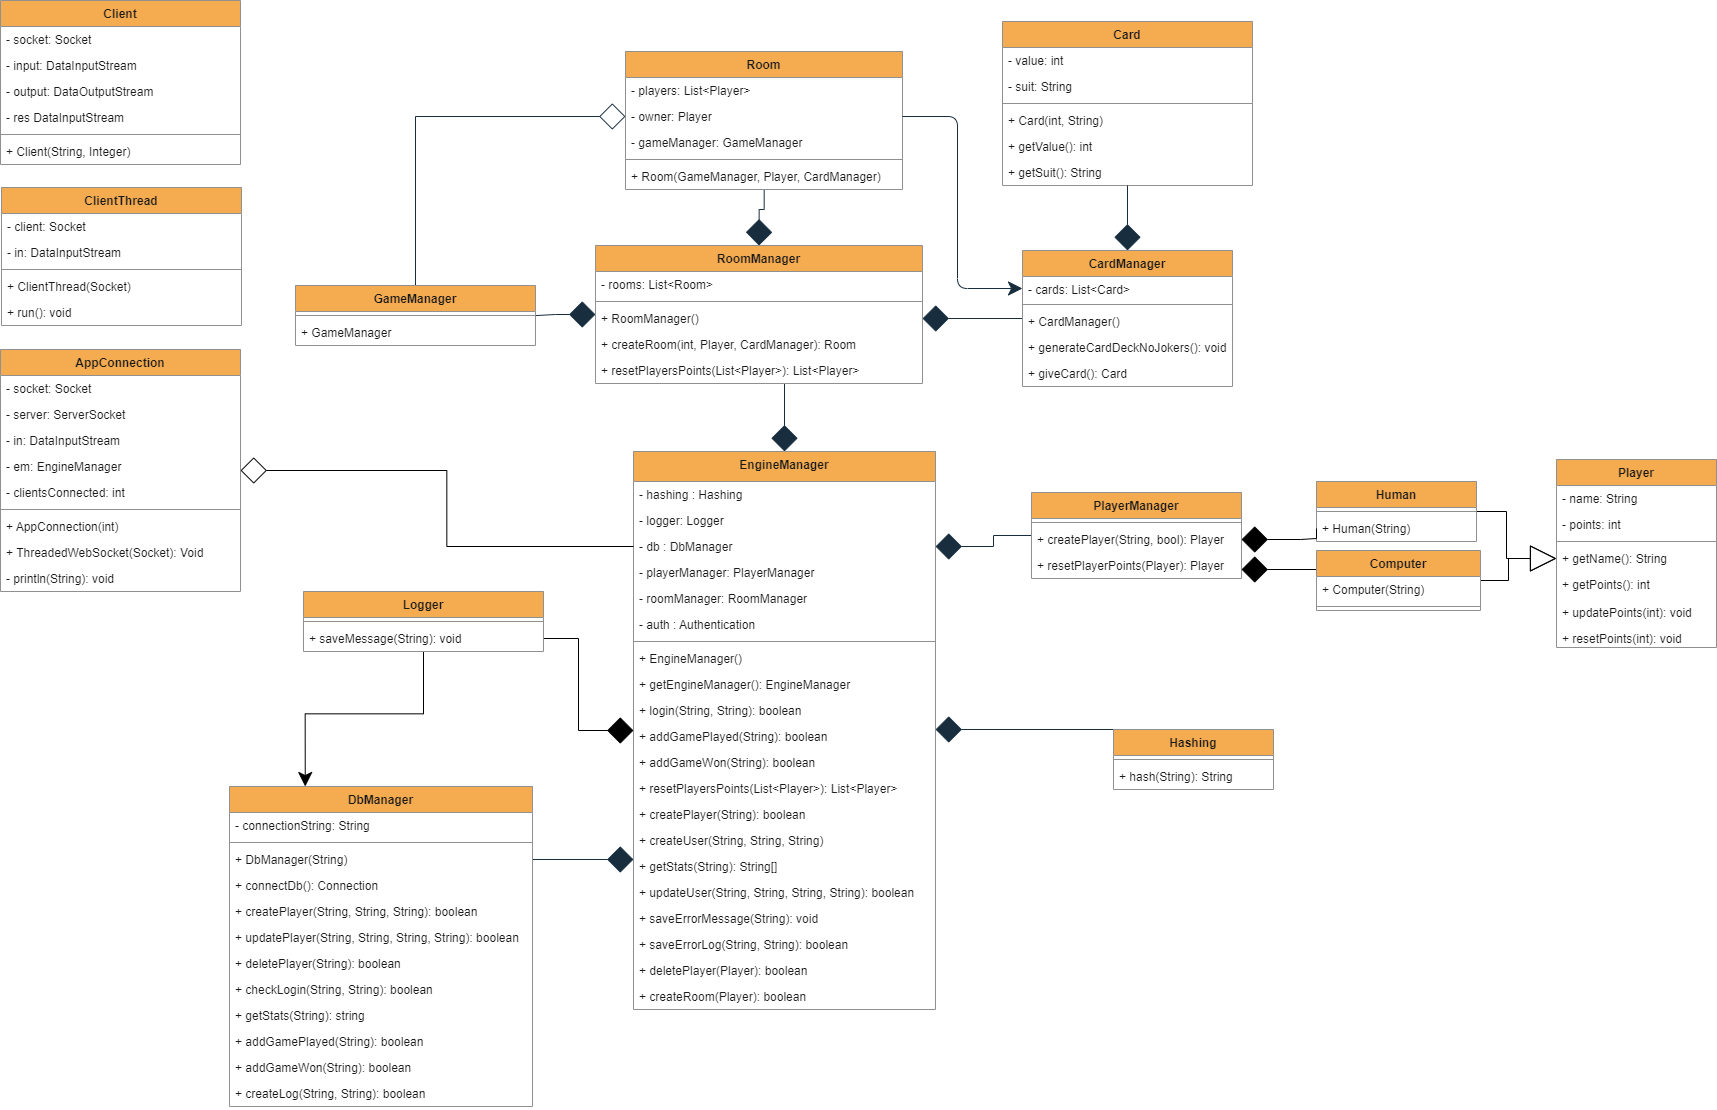 Client
- socket: Socket
- input: DataInputStream
- output: DataOutputStream
- res DataInputStream
+ Client(String, Integer)
ClientThread
- client: Socket
- in: DataInputStream
+ ClientThread(Socket)
+ run(): void
AppConnection
- socket: Socket
- server: ServerSocket
- in: DataInputStream
- em: EngineManager
- clientsConnected: int
+ AppConnection(int)
+ ThreadedWebSocket(Socket): Void
- println(String): void
Room
- players: List<Player>
- owner: Player
- gameManager: GameManager
+ Room(GameManager, Player, CardManager)
Card
- value: int
- suit: String
+ Card(int, String)
+ getValue(): int
+ getSuit(): String
GameManager
+ GameManager
RoomManager
- rooms: List<Room>
+ RoomManager()
+ createRoom(int, Player, CardManager): Room
+ resetPlayersPoints(List<Player>): List<Player>
CardManager
- cards: List<Card>
+ CardManager()
+ generateCardDeckNoJokers(): void
+ giveCard(): Card
EngineManager
- hashing : Hashing
- logger: Logger
- db : DbManager
- playerManager: PlayerManager
- roomManager: RoomManager
- auth : Authentication
+ EngineManager()
+ getEngineManager(): EngineManager
+ login(String, String): boolean
+ addGamePlayed(String): boolean
+ addGameWon(String): boolean
+ resetPlayersPoints(List<Player>): List<Player>
+ createPlayer(String): boolean
+ createUser(String, String, String)
+ getStats(String): String[]
+ updateUser(String, String, String, String): boolean
+ saveErrorMessage(String): void
+ saveErrorLog(String, String): boolean
+ deletePlayer(Player): boolean
+ createRoom(Player): boolean
PlayerManager
+ createPlayer(String, bool): Player
+ resetPlayerPoints(Player): Player
Human
+ Human(String)
Computer
+ Computer(String)
Player
- name: String
- points: int
+ getName(): String
+ getPoints(): int
+ updatePoints(int): void
+ resetPoints(int): void
Logger
+ saveMessage(String): void
Hashing
+ hash(String): String
DbManager
- connectionString: String
+ DbManager(String)
+ connectDb(): Connection
+ createPlayer(String, String, String): boolean
+ updatePlayer(String, String, String, String): boolean
+ deletePlayer(String): boolean
+ checkLogin(String, String): boolean
+ getStats(String): string
+ addGamePlayed(String): boolean
+ addGameWon(String): boolean
+ createLog(String, String): boolean